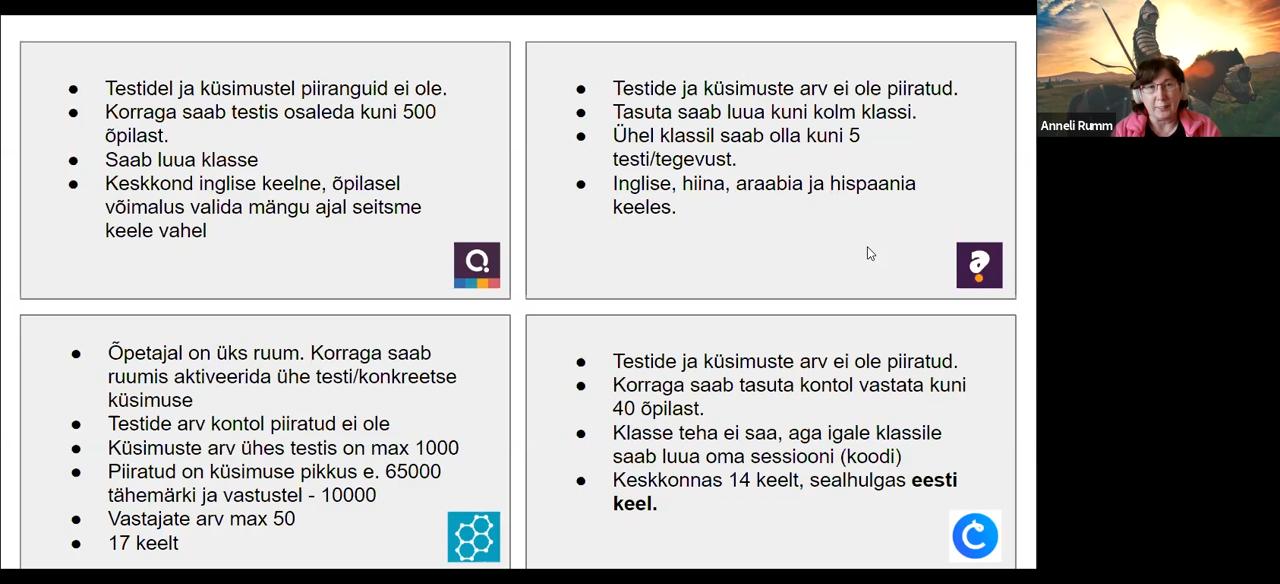 ● Testidel ja küsimustel piiranguid ei ole.
● Korraga saab testis osaleda kuni 500
õpilast.
● Saab luua klasse
● Keskkond inglise keelne, õpilasel
võimalus valida mängu ajal seitsme
keele vahel
● Testide ja küsimuste arv ei ole piiratud.
● Tasuta saab luua kuni kolm klassi.
● Ühel klassil saab olla kuni 5
testi/tegevust.
● Inglise, hiina, araabia ja hispaania
keeles.
● Õpetajal on üks ruum. Korraga saab
ruumis aktiveerida ühe testi/konkreetse
küsimuse
● Testide arv kontol piiratud ei ole
● Küsimuste arv ühes testis on max 1000
● Piiratud on küsimuse pikkus e. 65000
tähemärki ja vastustel - 10000
● Vastajate arv max 50
● 17 keelt
● Testide ja küsimuste arv ei ole piiratud.
● Korraga saab tasuta kontol vastata kuni
40 õpilast.
● Klasse teha ei saa, aga igale klassile
saab luua oma sessiooni (koodi)
● Keskkonnas 14 keelt, sealhulgas eesti
keel.
Anneli Rumm